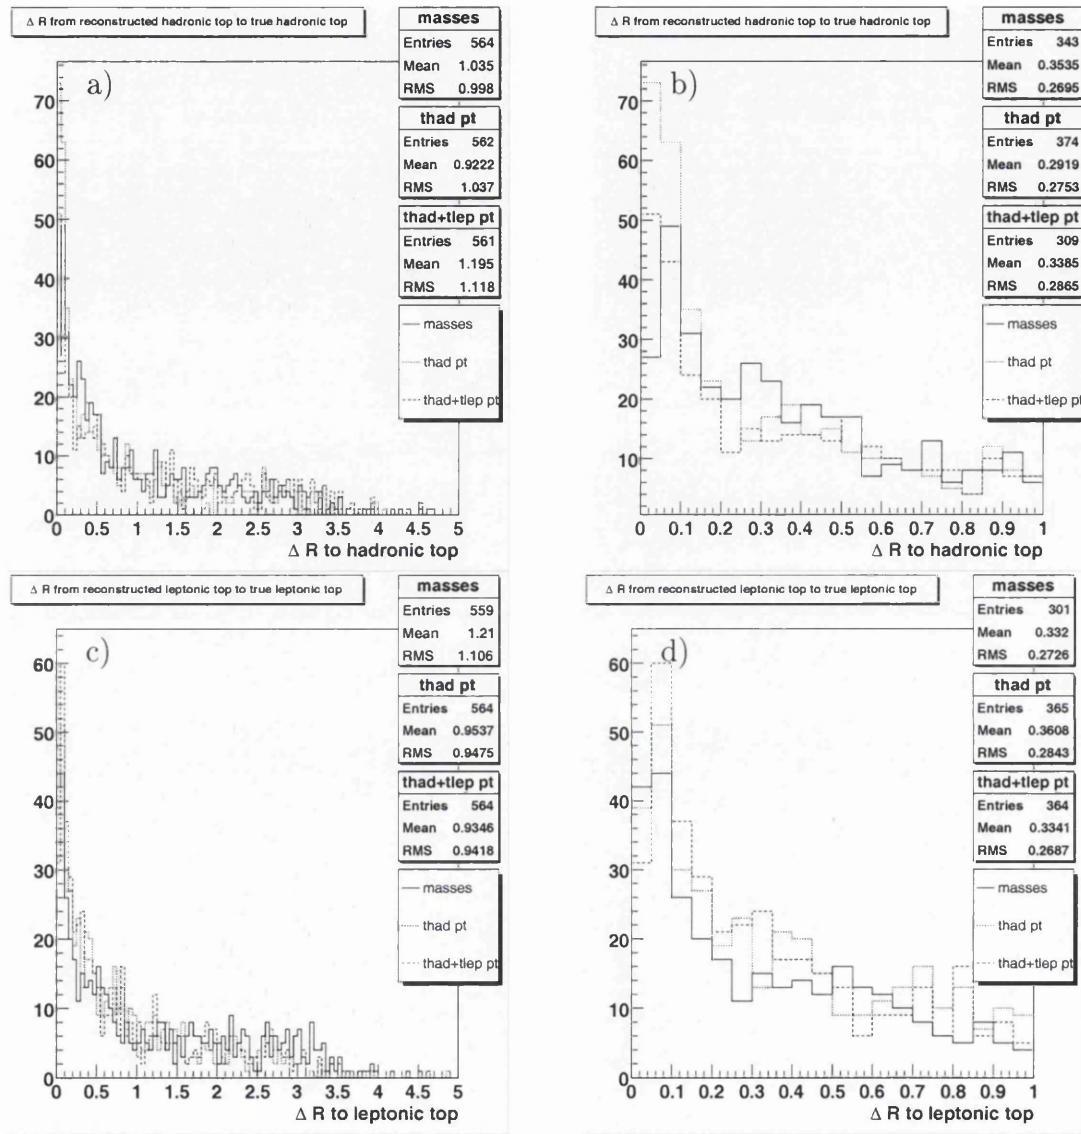 Δ R from reconstructed hadronic top to true hadronic top
masses
Entries 564
Mean 1.035
RMS 0.998
thad pt
Entries 562
Mean 0.9222
RMS 1.037
thad+tlep pt
Entries 561
Mean 1.195
RMS 1.118
masses
thad pt
thad+tlep pt
a)
70
60
50
40
30
20
10
0
0 0.5 1 1.5 2 2.5 3 3.5 4 4.5 5
Δ R to hadronic top
Δ R from reconstructed hadronic top to true hadronic top
masses
Entries 343
Mean 0.3535
RMS 0.2695
thad pt
Entries 374
Mean 0.2919
RMS 0.2753
thad+tlep pt
Entries 309
Mean 0.3385
RMS 0.2865
masses
thad pt
thad+tlep pt
b)
70
60
50
40
30
20
10
0 0.1 0.2 0.3 0.4 0.5 0.6 0.7 0.8 0.9 1
Δ R to hadronic top
Δ R from reconstructed leptonic top to true leptonic top
masses
Entries 559
Mean 1.21
RMS 1.106
thad pt
Entries 564
Mean 0.9537
RMS 0.9475
thad+tlep pt
Entries 564
Mean 0.9346
RMS 0.9418
masses
thad pt
thad+tlep pt
c)
60
50
40
30
20
10
0
0 0.5 1 1.5 2 2.5 3 3.5 4 4.5 5
Δ R to leptonic top
Δ R from reconstructed leptonic top to true leptonic top
masses
Entries 301
Mean 0.332
RMS 0.2726
thad pt
Entries 365
Mean 0.3608
RMS 0.2843
thad+tlep pt
Entries 364
Mean 0.3341
RMS 0.2687
masses
thad pt
thad+tlep pt
d)
60
50
40
30
20
10
0
0 0.1 0.2 0.3 0.4 0.5 0.6 0.7 0.8 0.9 1
Δ R to leptonic top